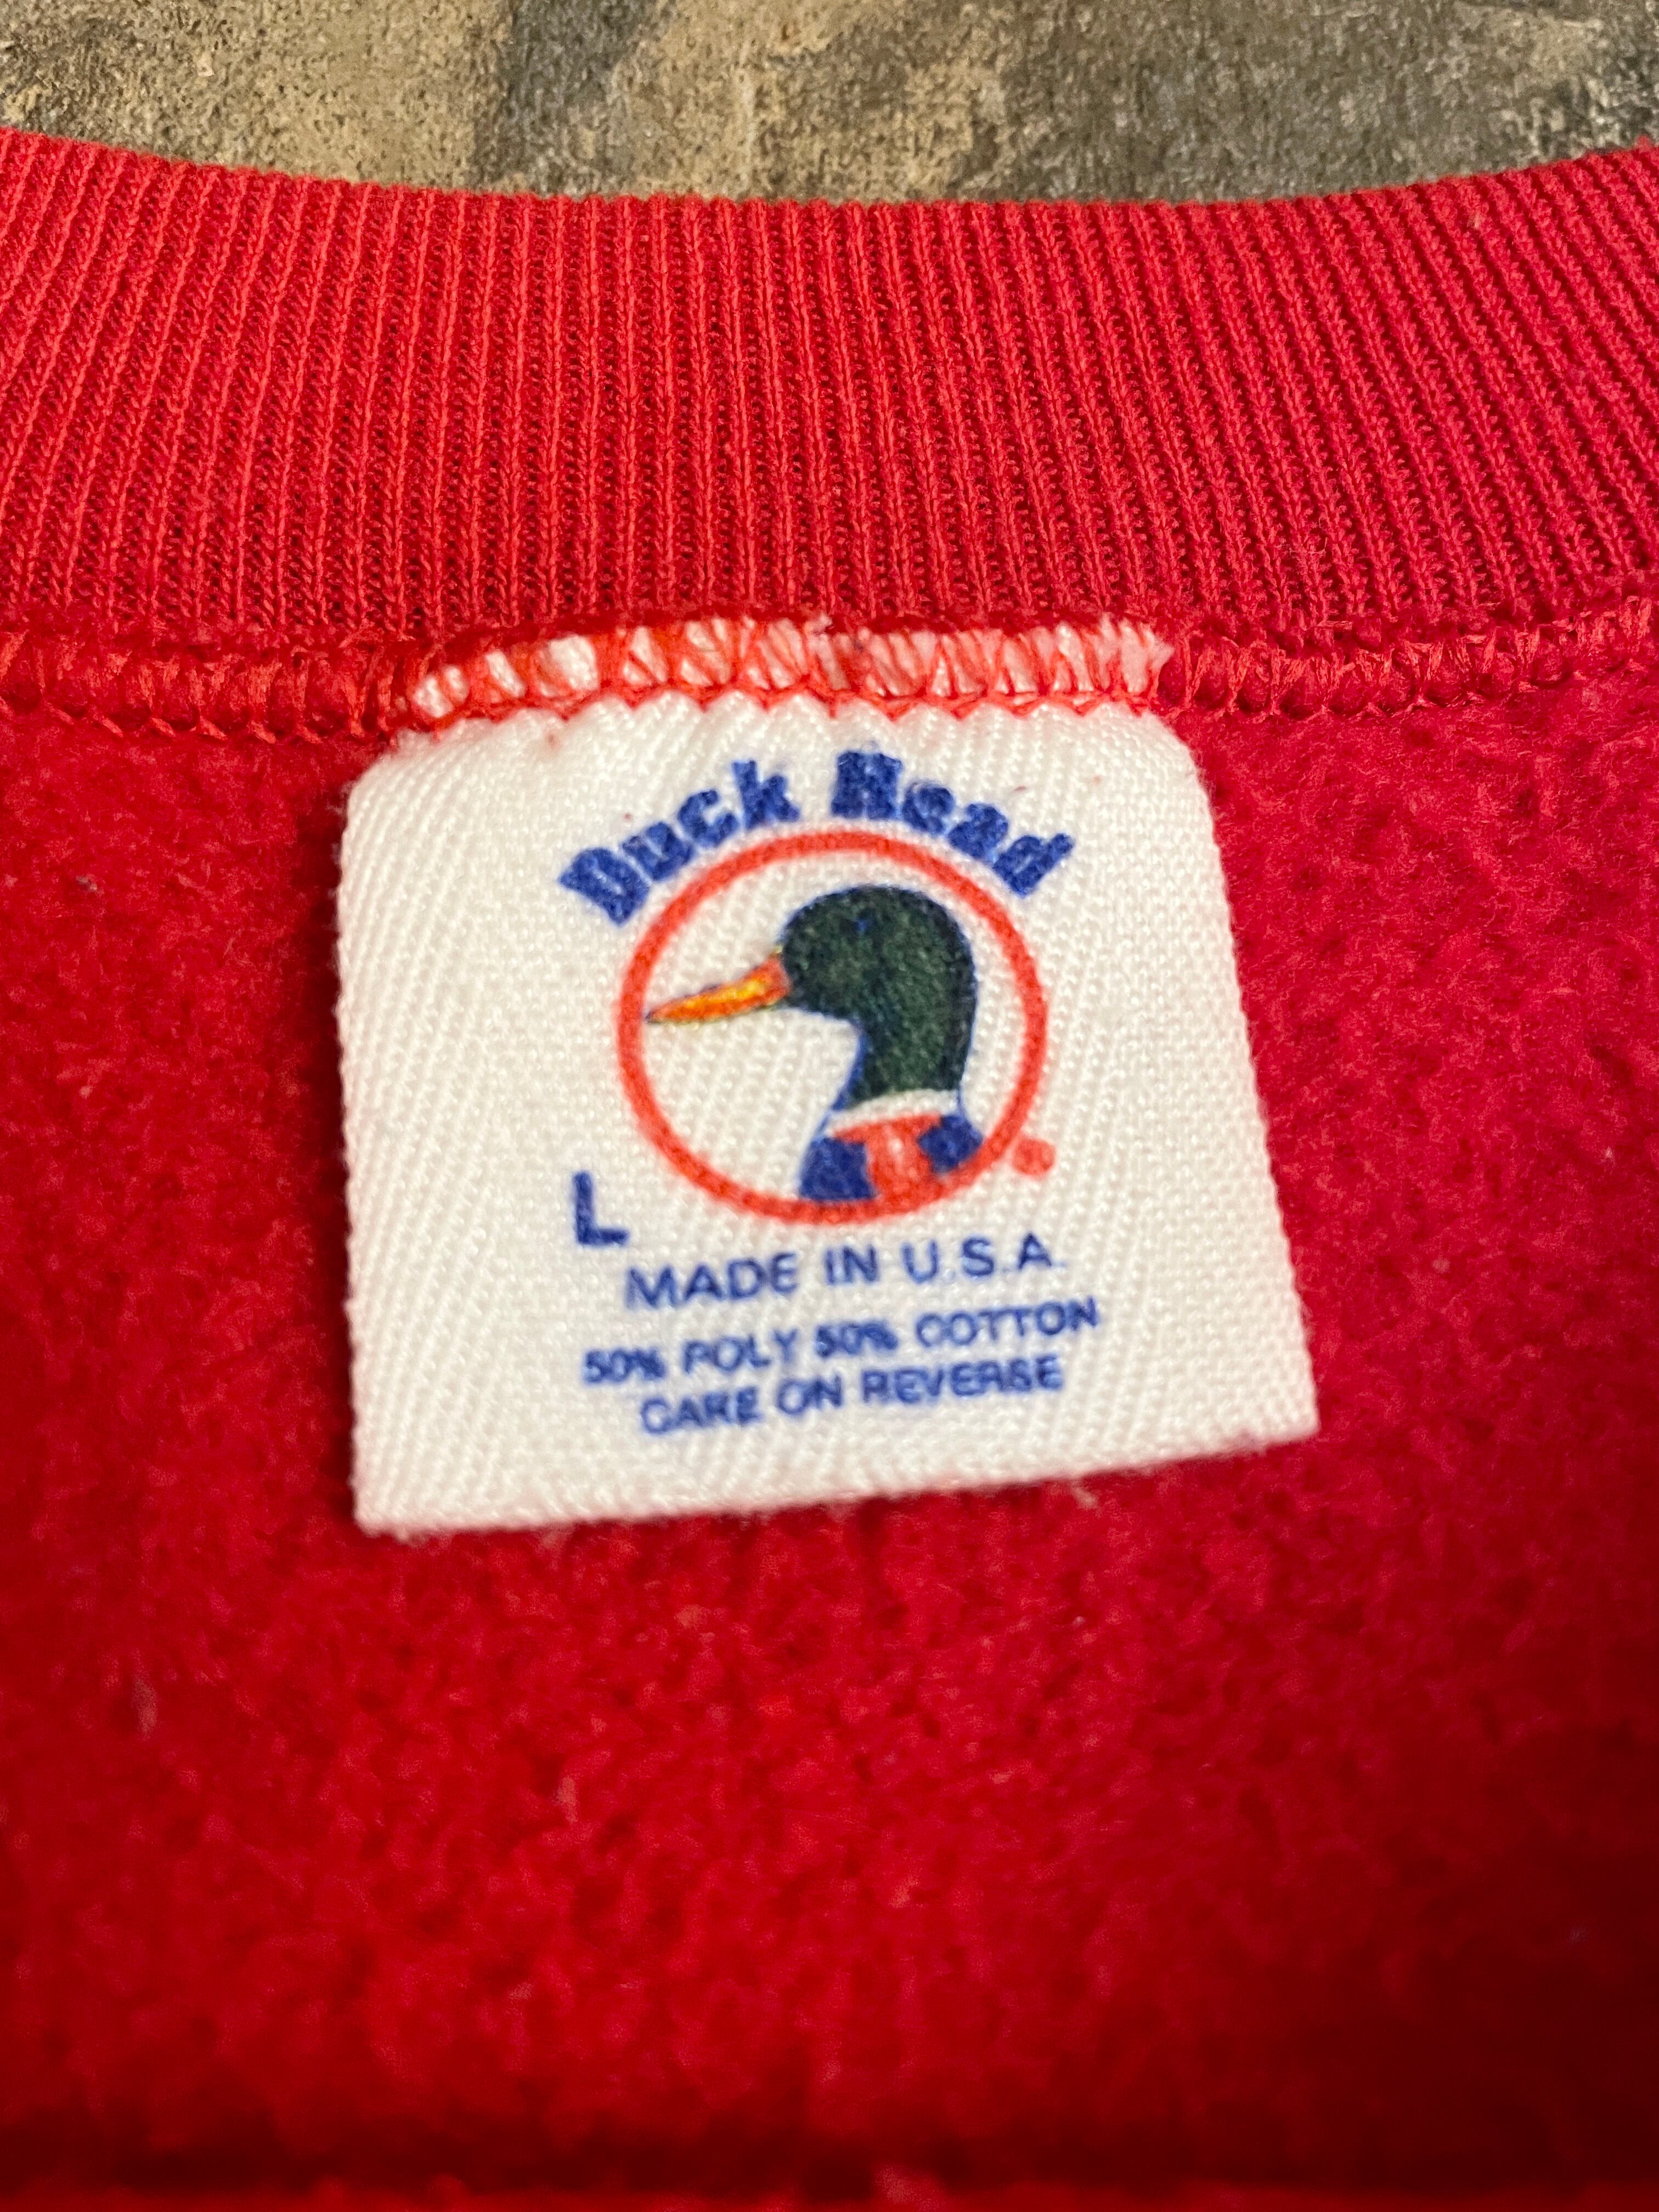 Duck Head
L
MADE IN U.S.A.
50% POLY 50% COTTON
CARE ON REVERSE